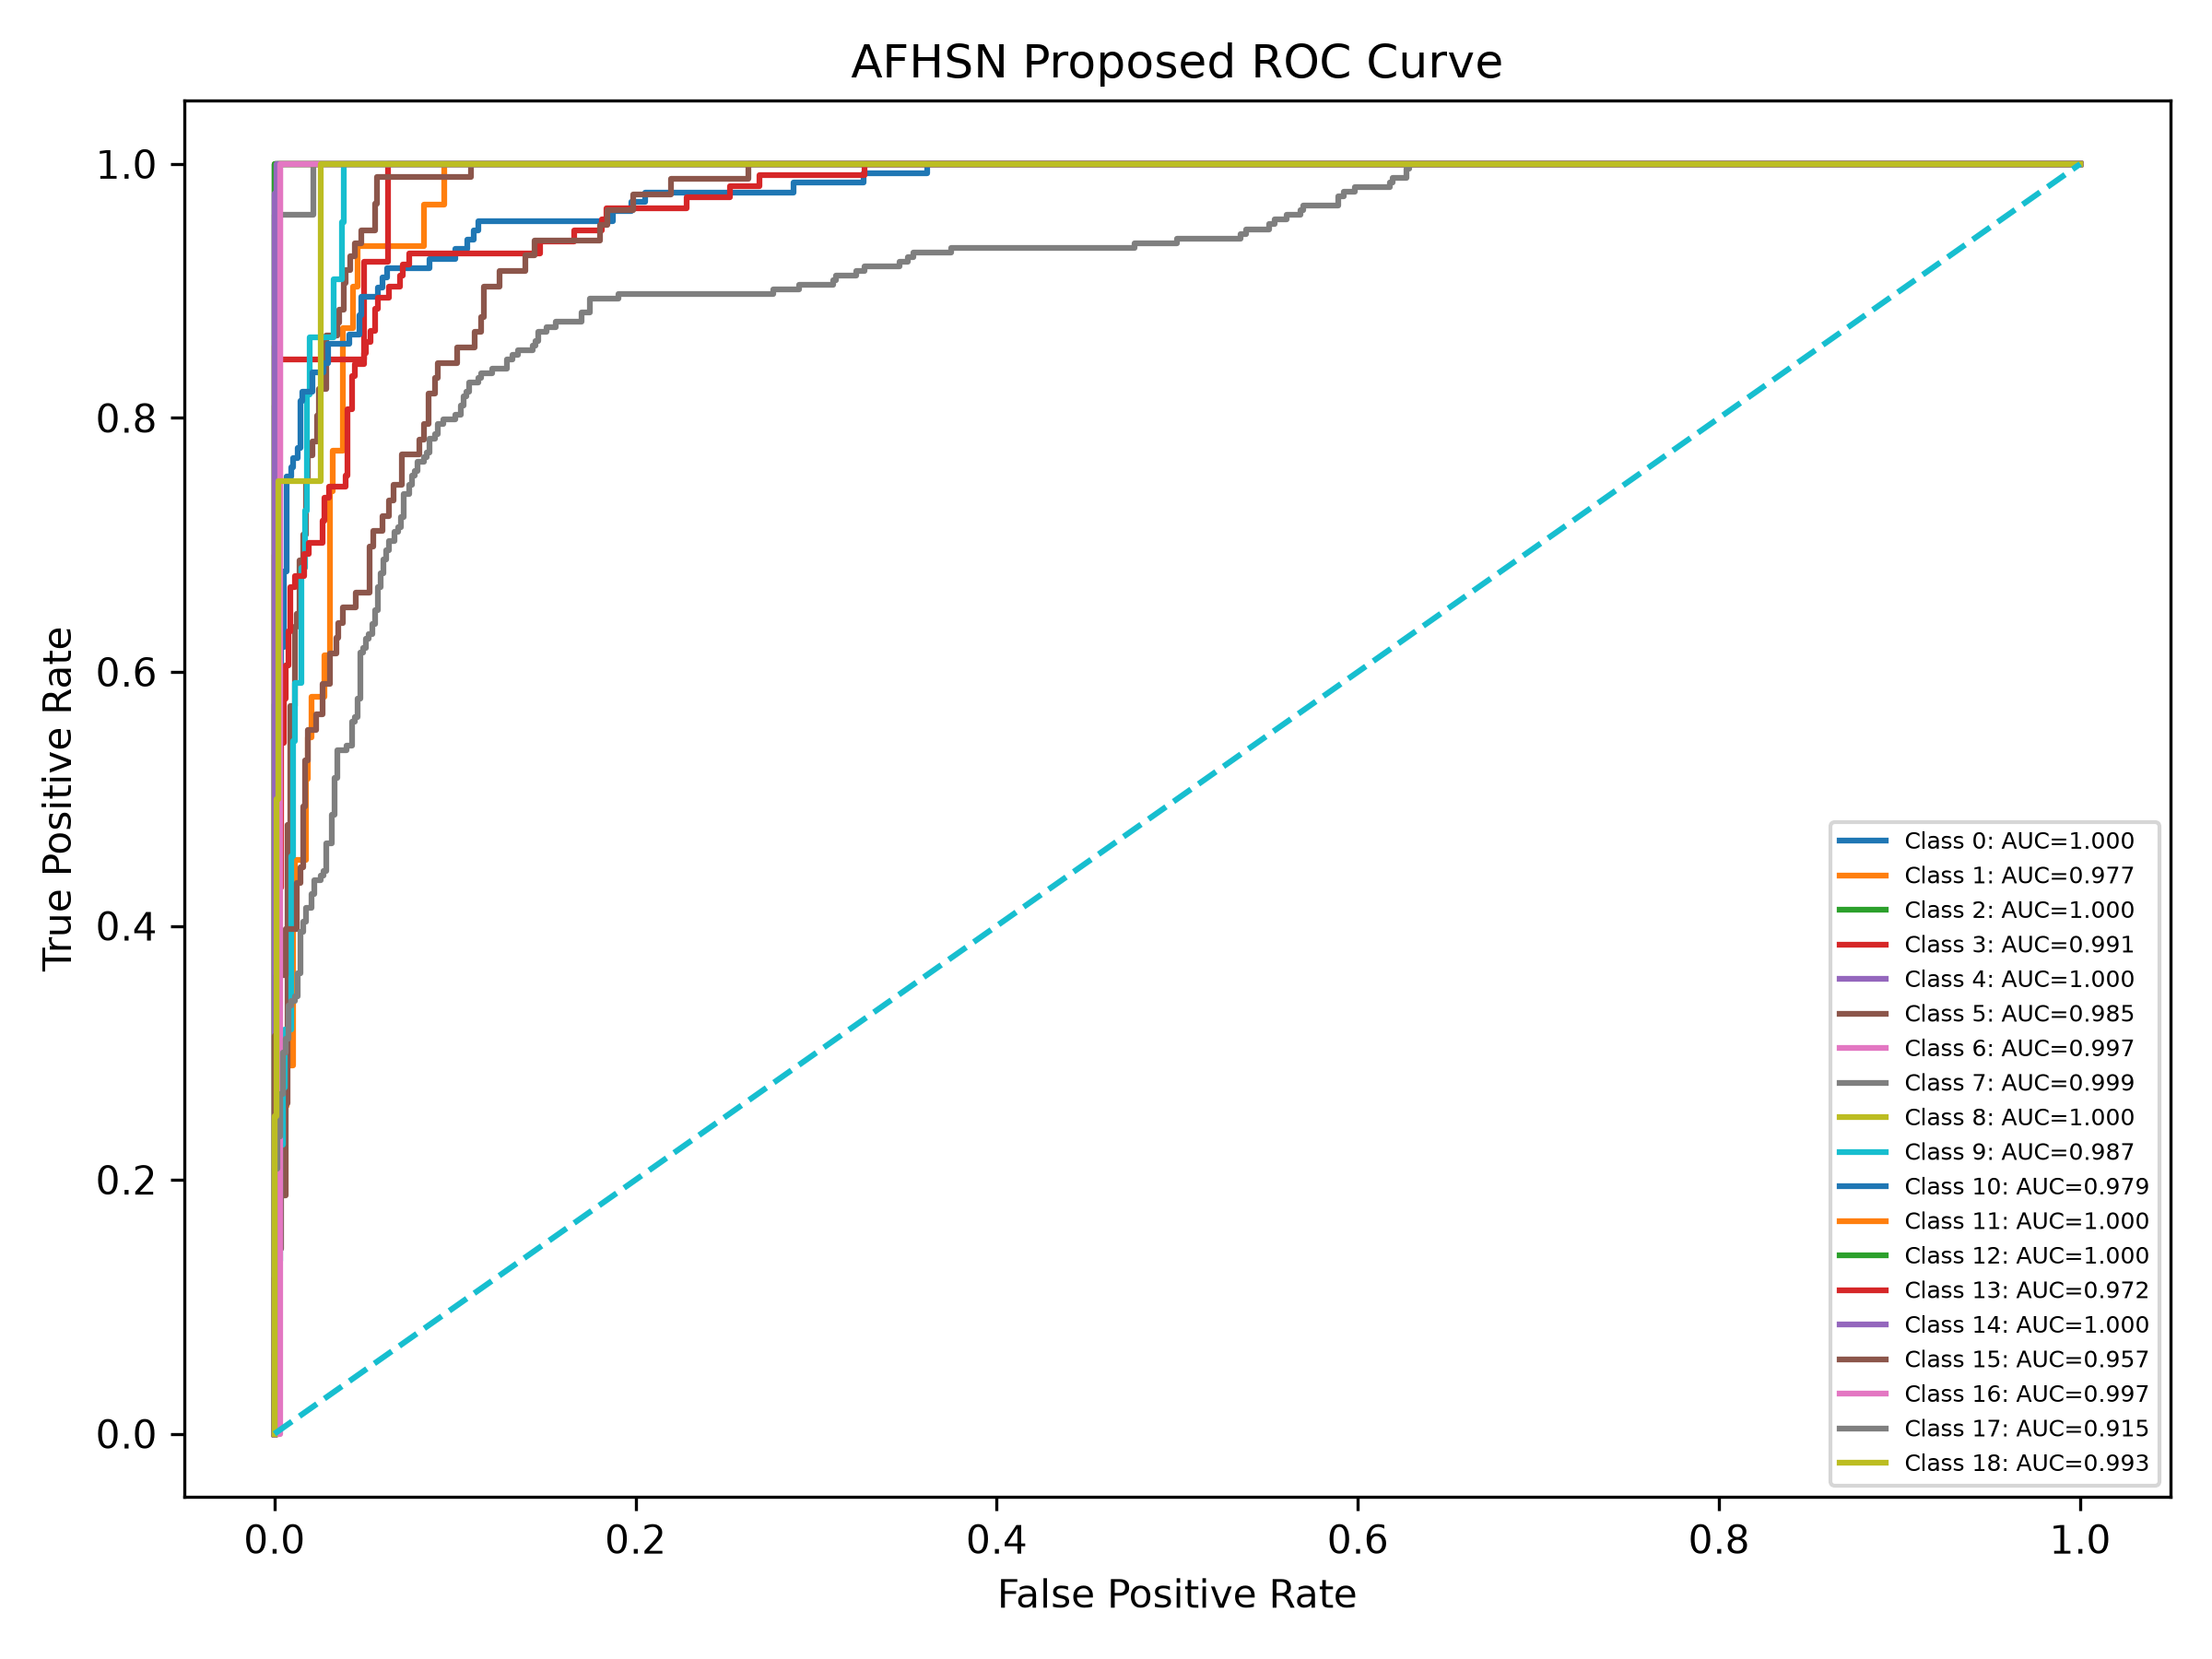 AFHSN Proposed ROC Curve
True Positive Rate
1.0
0.8
0.6
0.4
0.2
0.0
0.0 0.2 0.4 0.6 0.8 1.0
False Positive Rate
Class 0: AUC=1.000
Class 1: AUC=0.977
Class 2: AUC=1.000
Class 3: AUC=0.991
Class 4: AUC=1.000
Class 5: AUC=0.985
Class 6: AUC=0.997
Class 7: AUC=0.999
Class 8: AUC=1.000
Class 9: AUC=0.987
Class 10: AUC=0.979
Class 11: AUC=1.000
Class 12: AUC=1.000
Class 13: AUC=0.972
Class 14: AUC=1.000
Class 15: AUC=0.957
Class 16: AUC=0.997
Class 17: AUC=0.915
Class 18: AUC=0.993